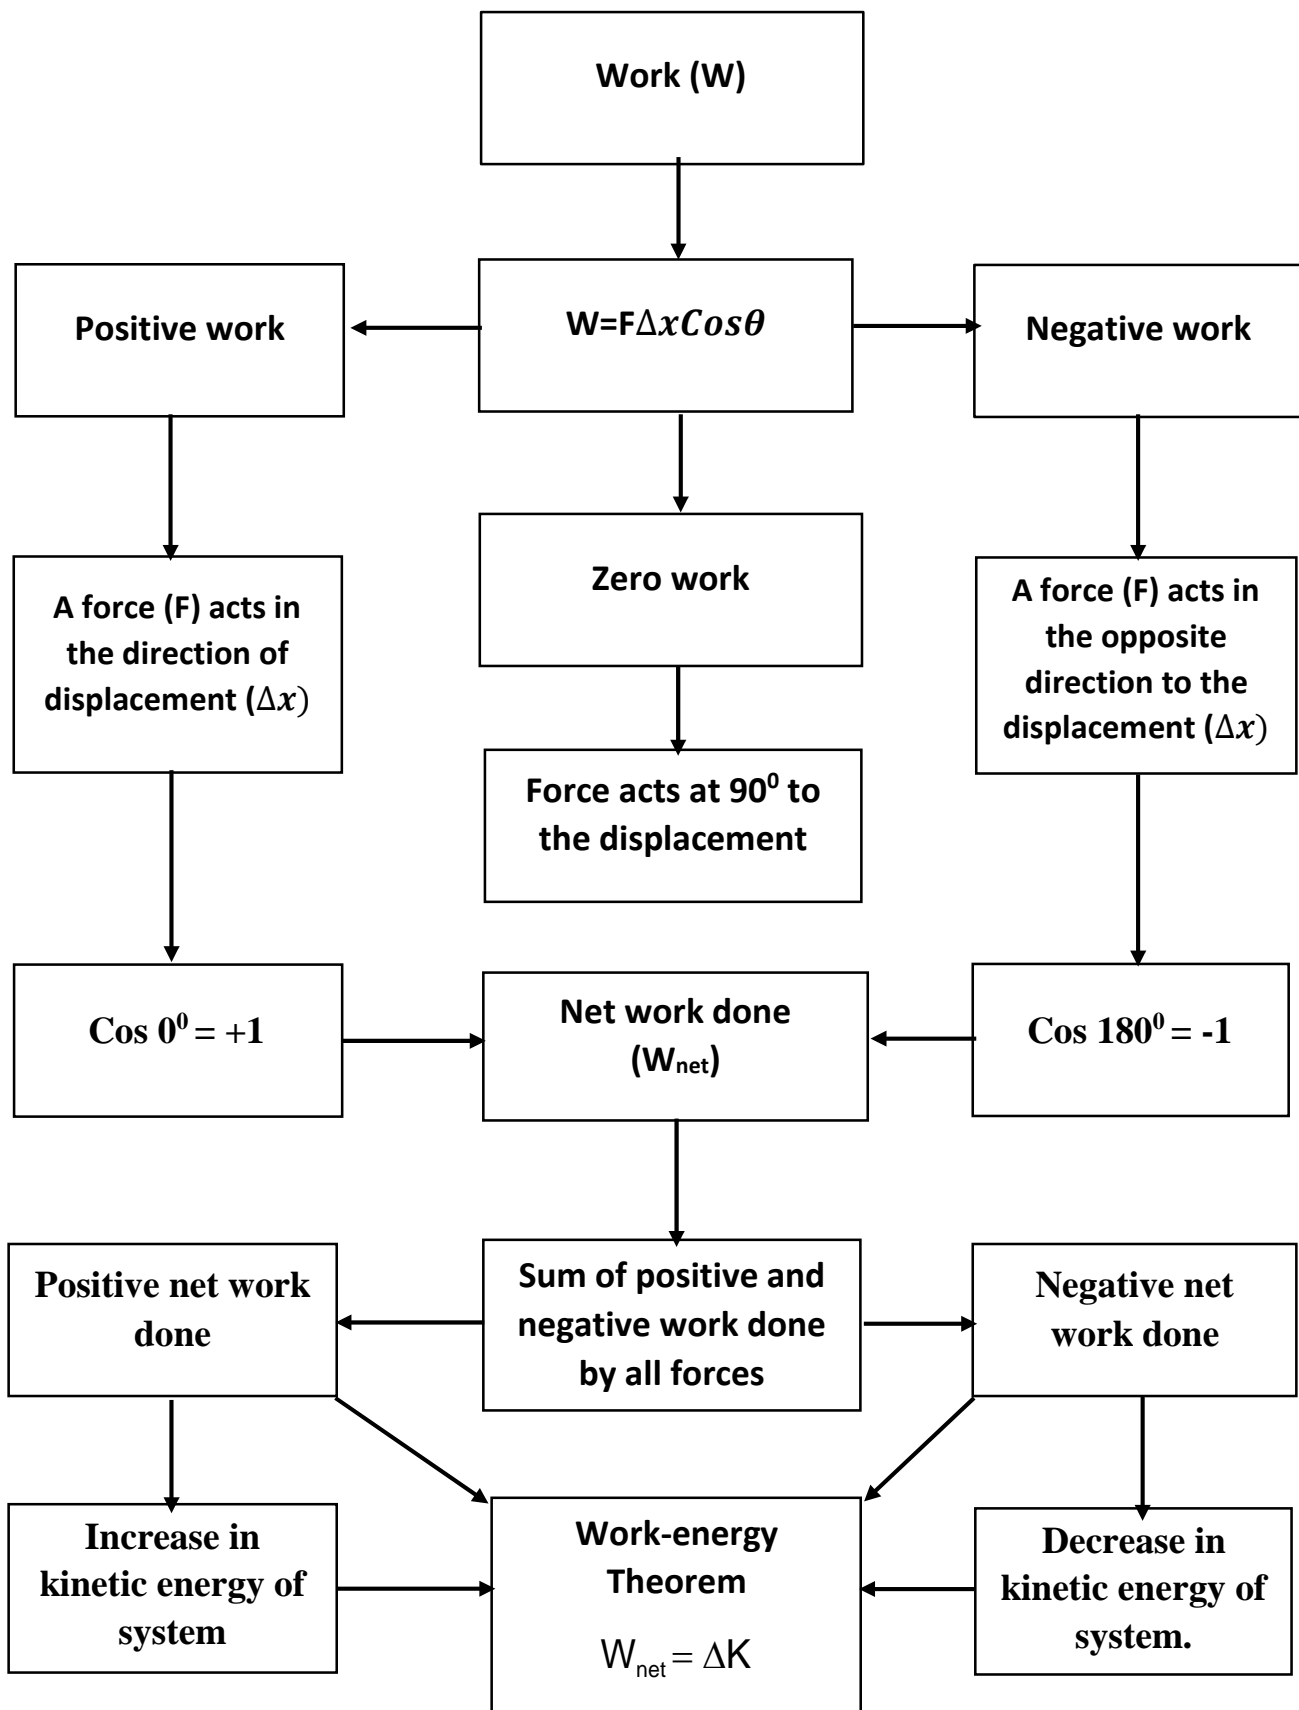 Work (W)
Positive work
W=FΔxCosθ
Negative work
A force (F) acts in
the direction of
displacement (Δx)
Zero work
A force (F) acts in
the opposite
direction to the
displacement (Δx)
Force acts at 90⁰ to
the displacement
Cos 0⁰ = +1
Net work done
(Wnet)
Cos 180⁰ = -1
Positive net work
done
Sum of positive and
negative work done
by all forces
Negative net
work done
Increase in
kinetic energy of
system
Work-energy
Theorem
Wnet = ΔK
Decrease in
kinetic energy of
system.